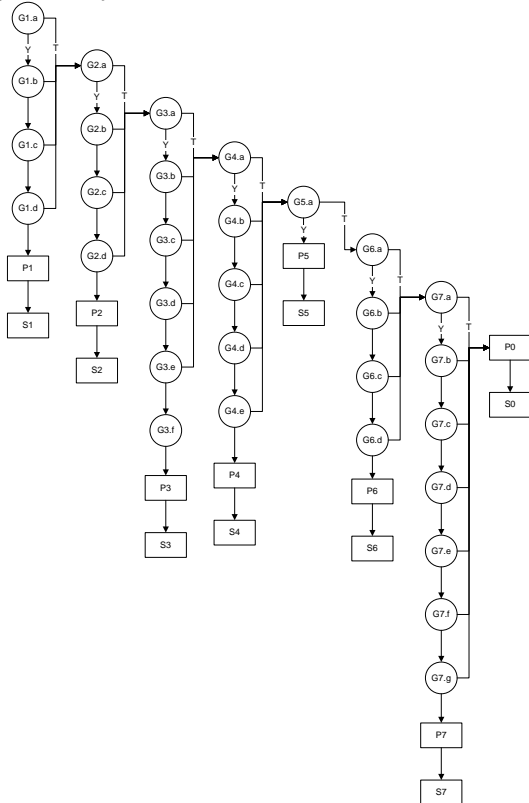 G1.a
Y
T
G1.b
G1.c
G1.d
P1
S1
G2.a
Y
T
G2.b
G2.c
G2.d
P2
S2
G3.a
Y
T
G3.b
G3.c
G3.d
G3.e
G3.f
P3
S3
G4.a
Y
T
G4.b
G4.c
G4.d
G4.e
P4
S4
G5.a
Y
T
P5
S5
G6.a
Y
T
G6.b
G6.c
G6.d
P6
S6
G7.a
Y
T
G7.b
G7.c
G7.d
G7.e
G7.f
G7.g
P7
S7
P0
S0